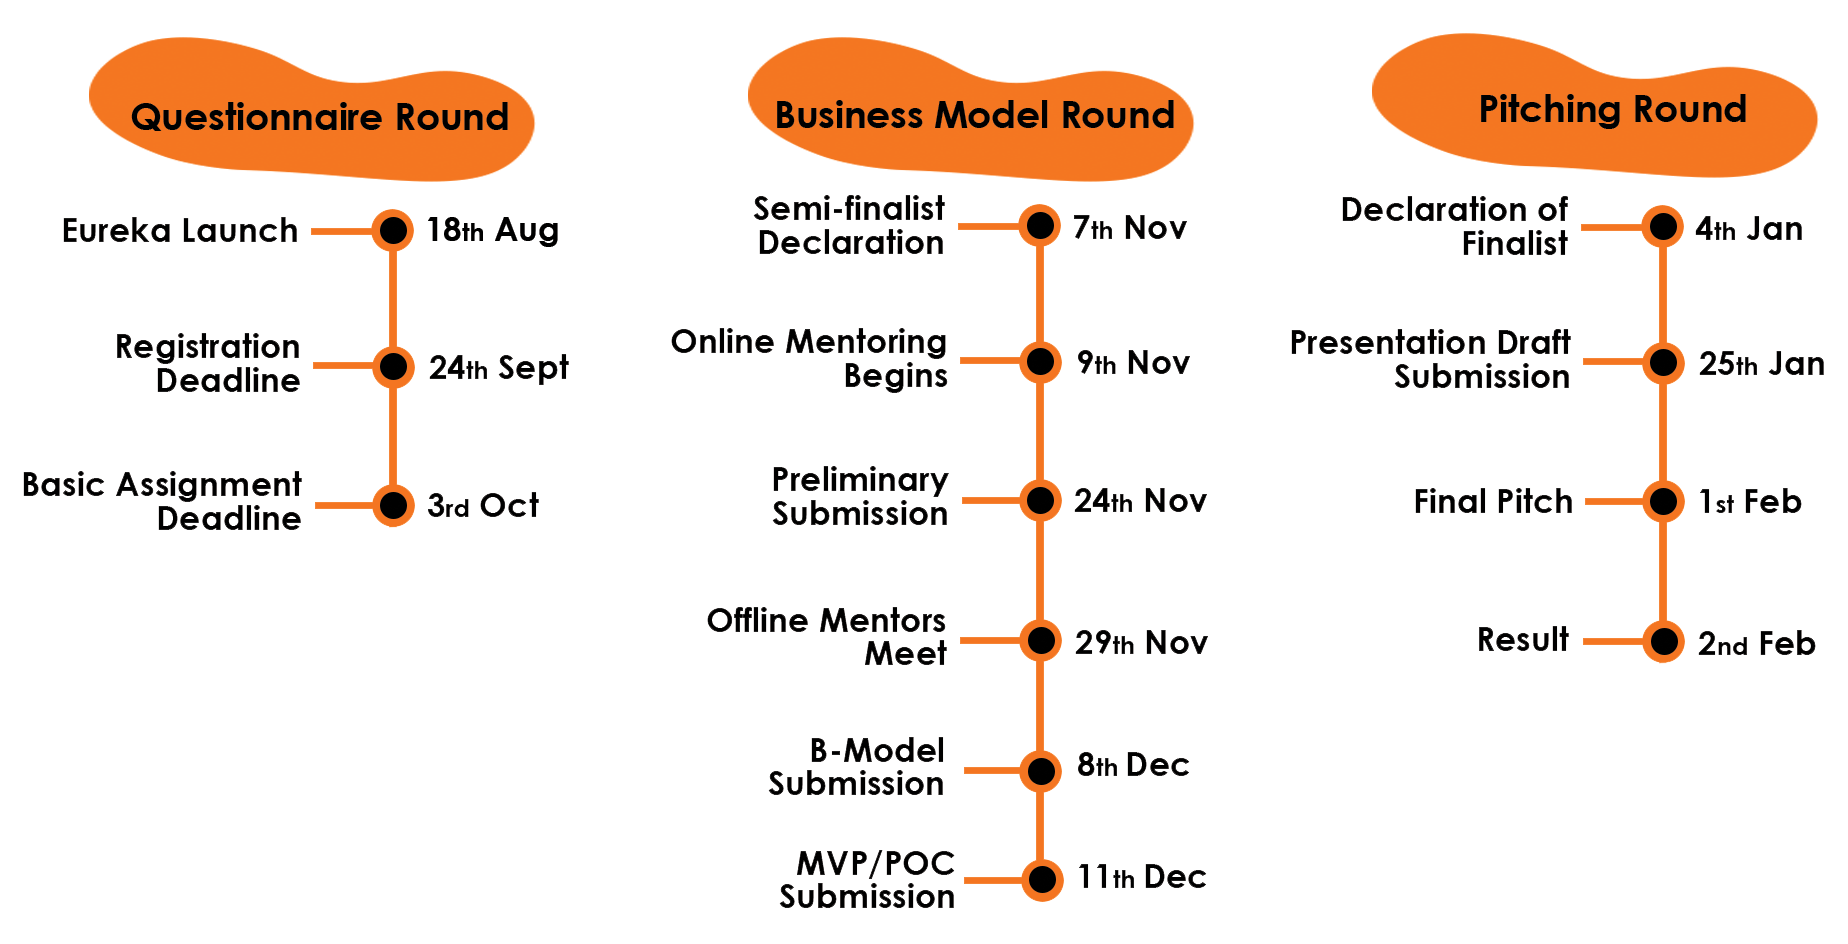 Questionnaire Round
Eureka Launch
18th Aug
Registration
Deadline
24th Sept
Basic Assignment
Deadline
3rd Oct
Business Model Round
Semi-finalist
Declaration
7th Nov
Online Mentoring
Begins
9th Nov
Preliminary
Submission
24th Nov
Offline Mentors
Meet
29th Nov
B-Model
Submission
8th Dec
MVP/POC
Submission
11th Dec
Pitching Round
Declaration of
Finalist
4th Jan
Presentation Draft
Submission
25th Jan
Final Pitch
1st Feb
Result
2nd Feb